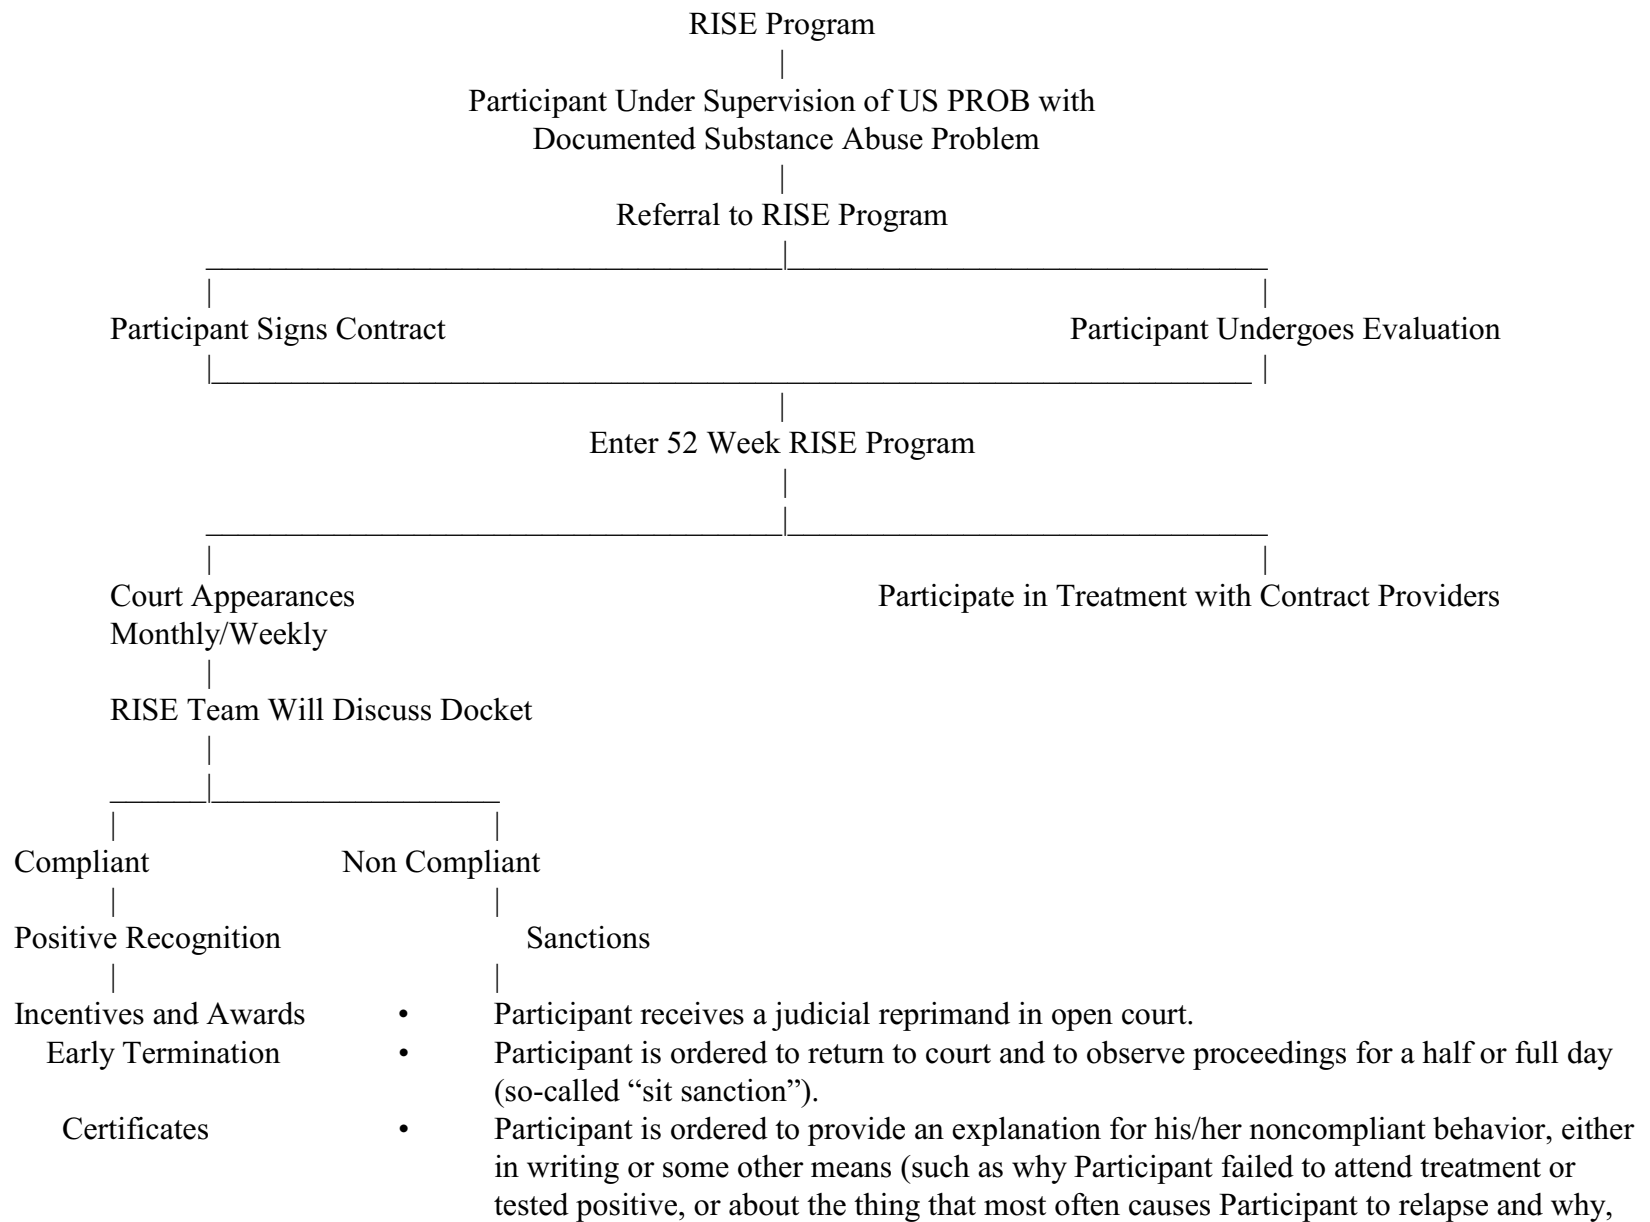 RISE Program
Participant Under Supervision of US PROB with
Documented Substance Abuse Problem
Referral to RISE Program
Participant Signs Contract Participant Undergoes Evaluation
Enter 52 Week RISE Program
Court Appearances Participate in Treatment with Contract Providers
Monthly/Weekly
RISE Team Will Discuss Docket
Compliant Non Compliant
Positive Recognition Sanctions
Incentives and Awards • Participant receives a judicial reprimand in open court.
Early Termination • Participant is ordered to return to court and to observe proceedings for a half or full day
(so-called “sit sanction”).
Certificates • Participant is ordered to provide an explanation for his/her noncompliant behavior, either
in writing or some other means (such as why Participant failed to attend treatment or
tested positive, or about the thing that most often causes Participant to relapse and why,